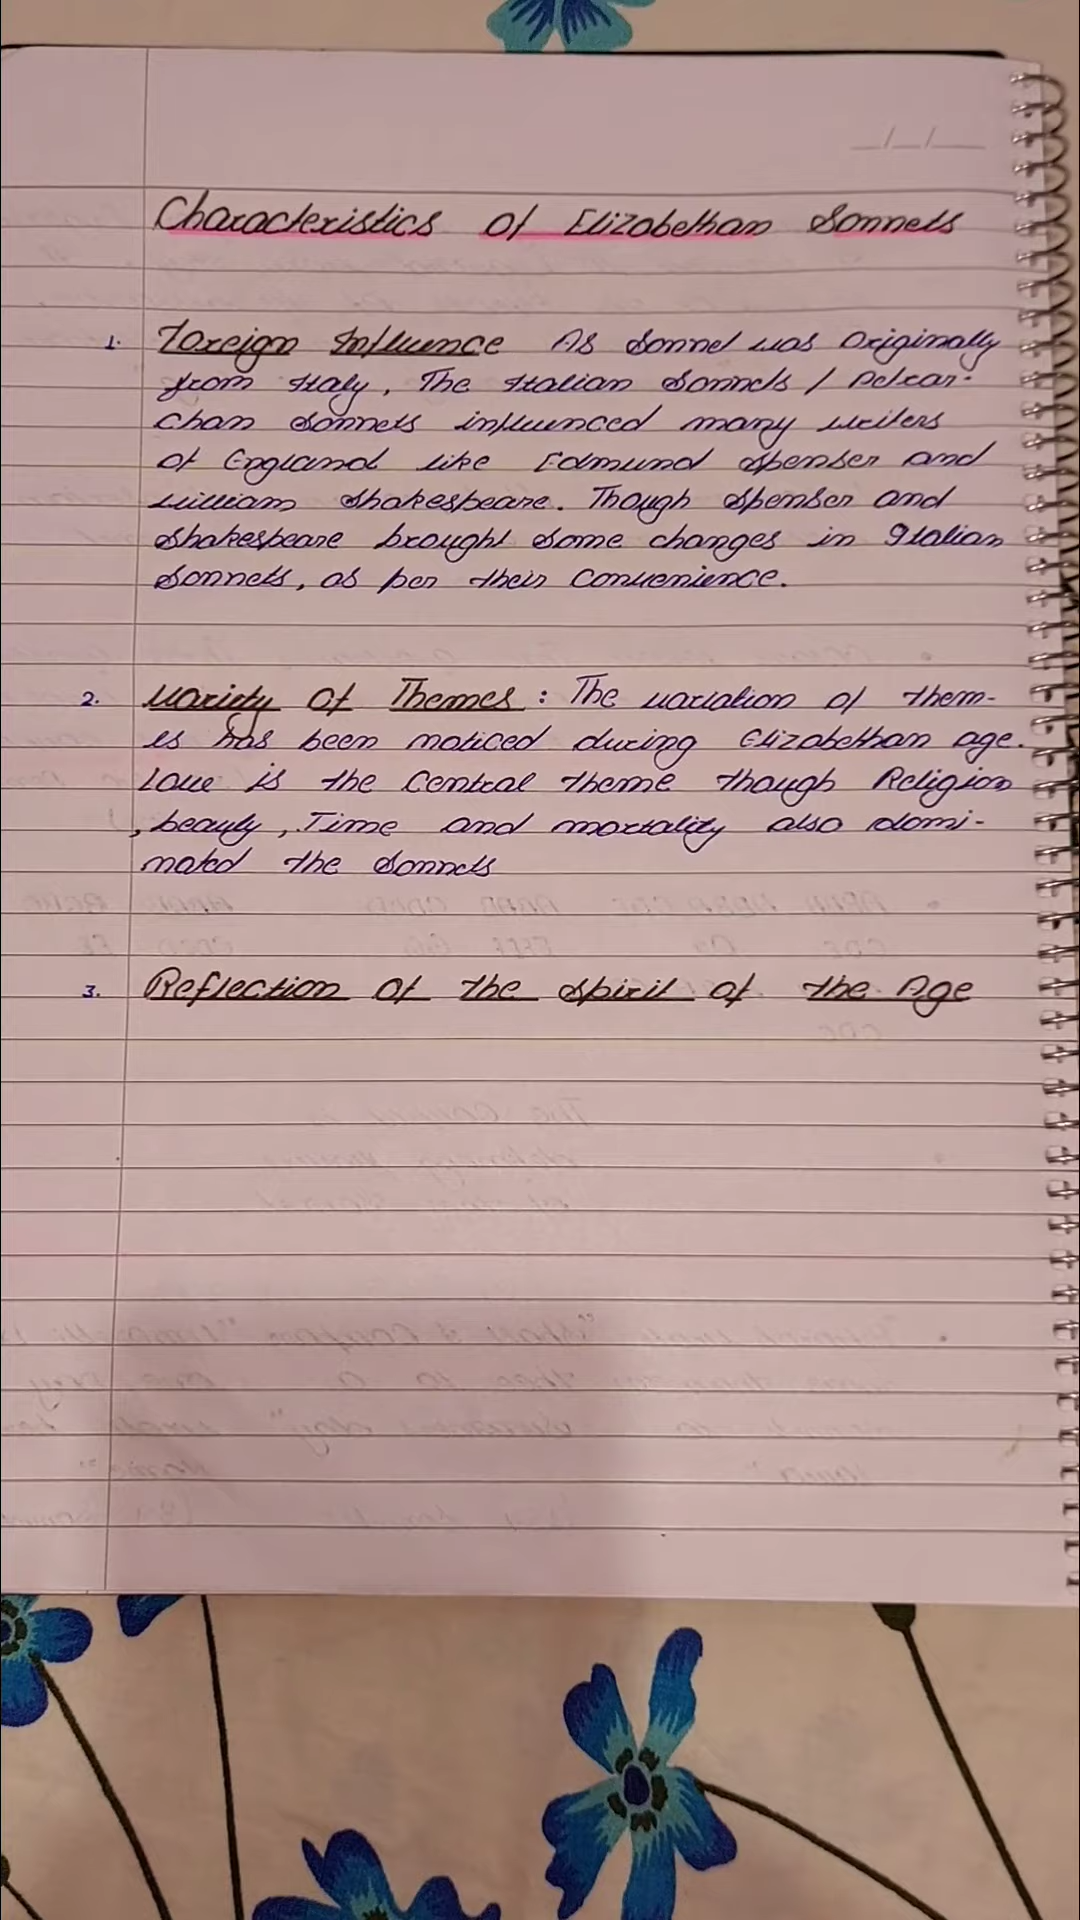 Characteristics of Elizabethan Sonnets
1. Foreign Influence As Sonnet was Originally
from Italy, The Italian Sonnets / Petrar-
chan Sonnets influenced many writers
of England like Edmund Spenser and
William Shakespeare. Though Spenser and
Shakespeare brought some changes in Italian
Sonnets, as per their Convenience.
2. Variety Of Themes : The variation of them-
es has been noticed during Elizabethan age.
Love is the Central theme though Religion
, beauty , Time and mortality also domi-
nated the Sonnets
3. Reflection Of the Spirit of the Age